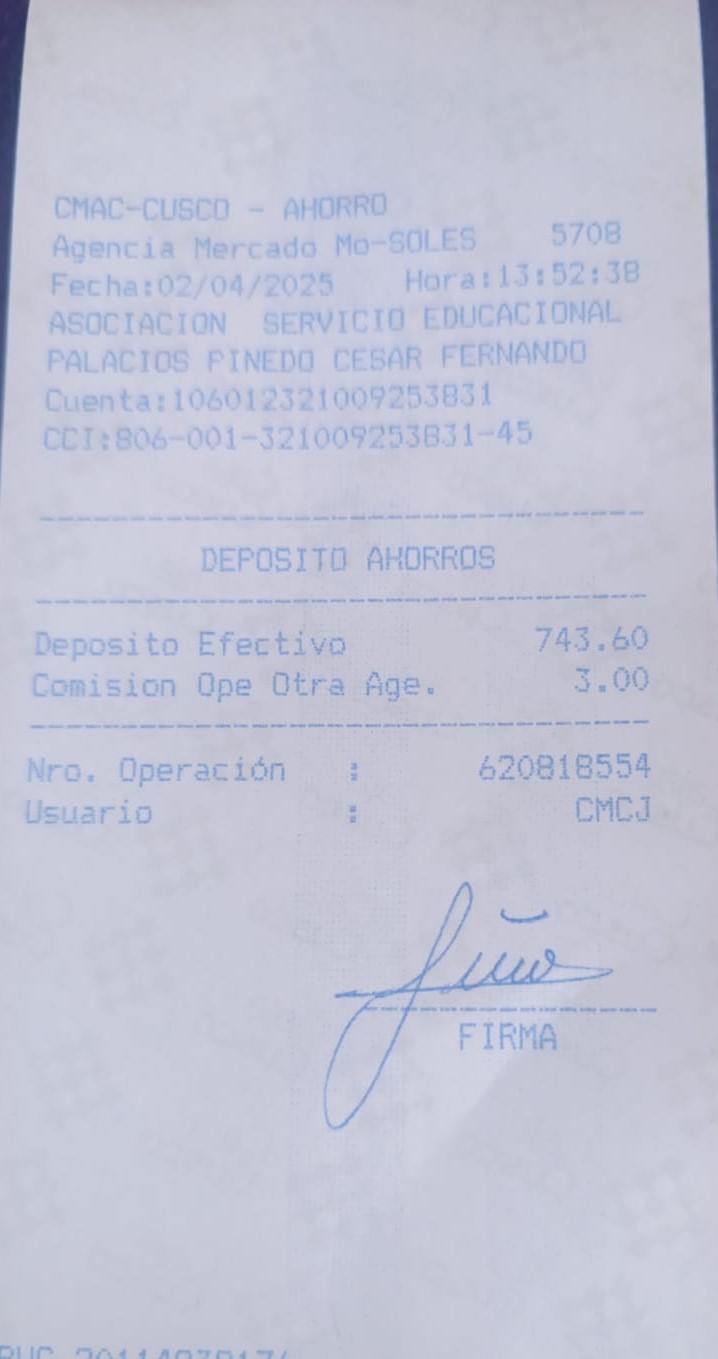 CMAC-CUSCO - AHORRO
Agencia Mercado Mo-SOLES 5708
Fecha:02/04/2025 Hora:13:52:38
ASOCIACION SERVICIO EDUCACIONAL
PALACIOS PINEDO CESAR FERNANDO
Cuenta:106012321009253831
CCI:806-001-321009253831-45
DEPOSITO AHORROS
Deposito Efectivo 743.60
Comision Ope Otra Age. 3.00
Nro. Operación : 620818554
Usuario : CMCJ
FIRMA